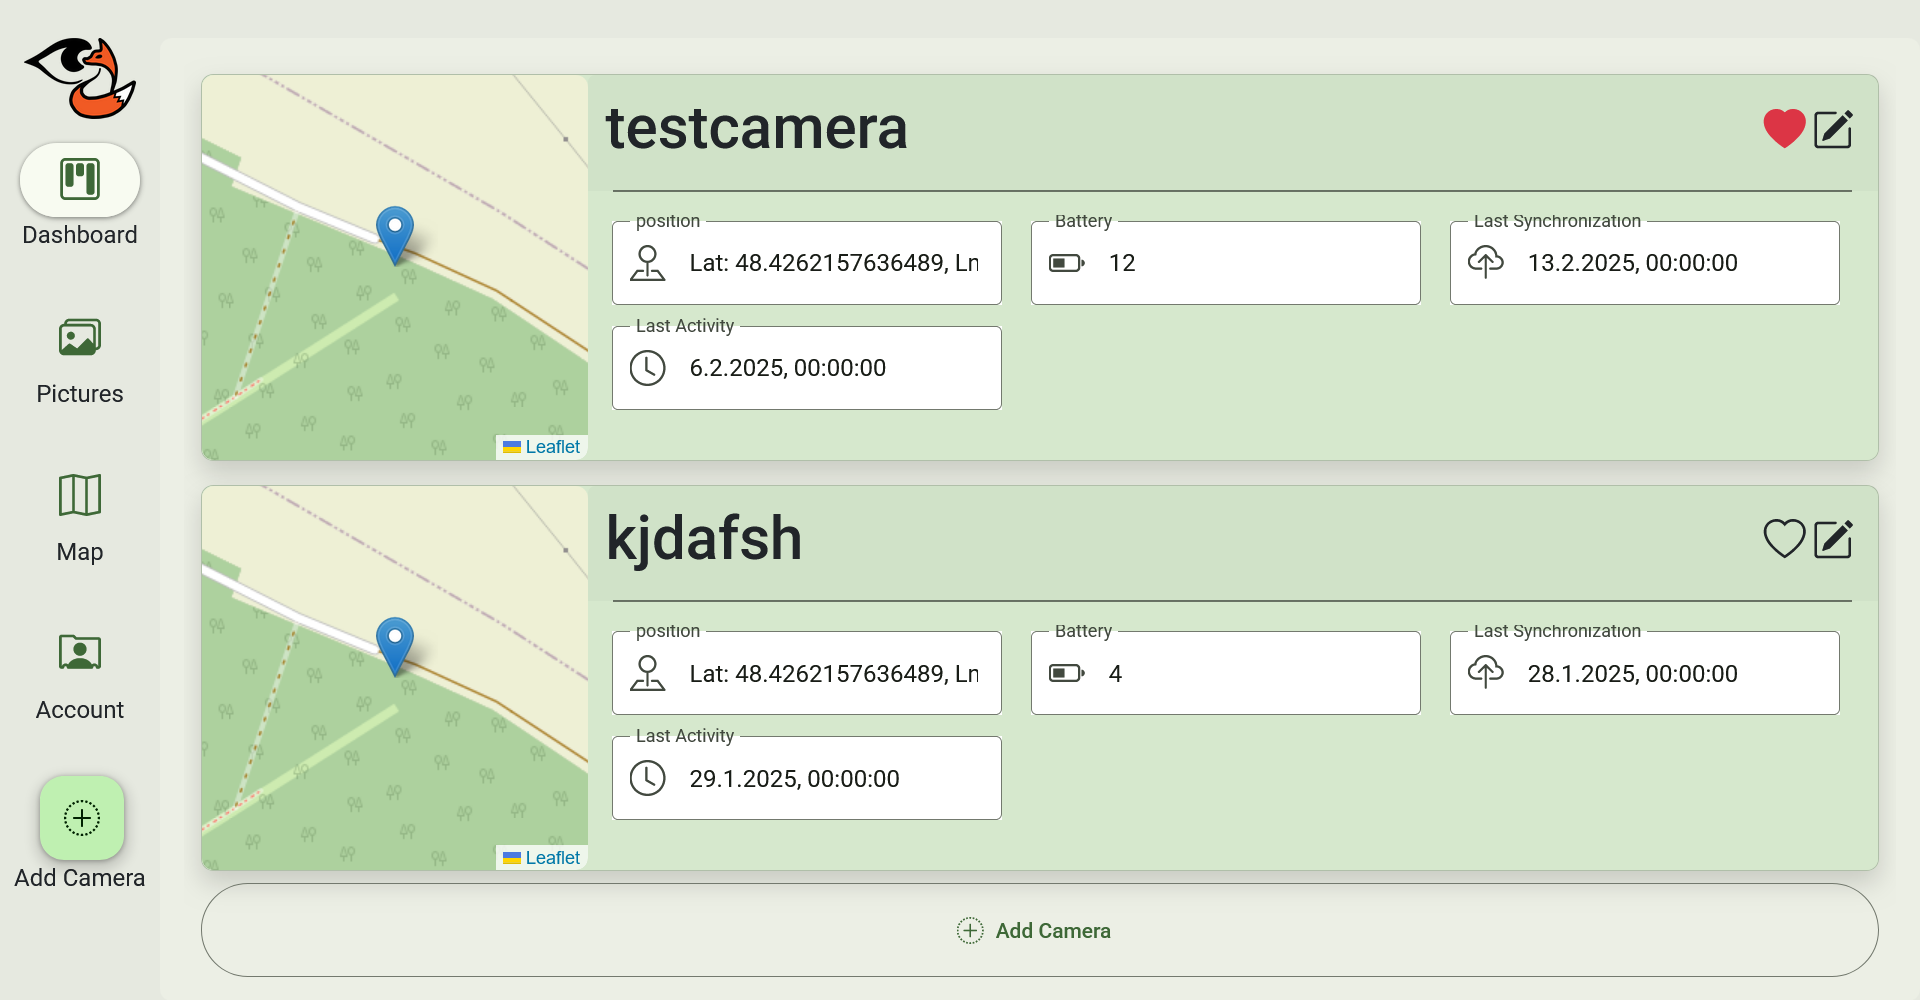 Dashboard
Pictures
Map
Account
Add Camera
testcamera
position
Lat: 48.4262157636489, Ln
Battery
12
Last Synchronization
13.2.2025, 00:00:00
Last Activity
6.2.2025, 00:00:00
Leaflet
kjdafsh
position
Lat: 48.4262157636489, Ln
Battery
4
Last Synchronization
28.1.2025, 00:00:00
Last Activity
29.1.2025, 00:00:00
Leaflet
Add Camera